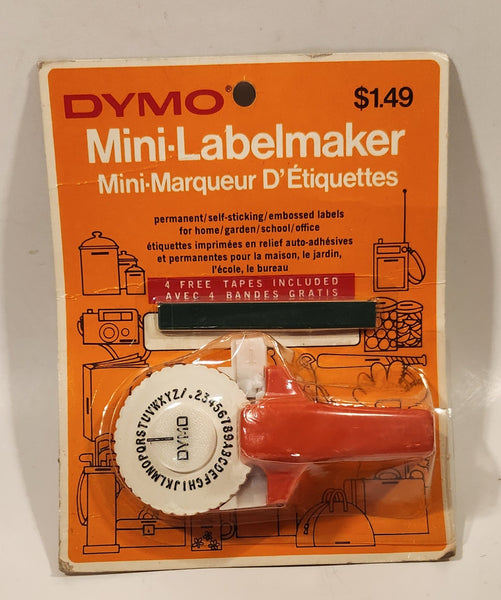 DYMO®
$1.49
Mini·Labelmaker
Mini·Marqueur D'Étiquettes
permanent/self-sticking/embossed labels
for home/garden/school/office
étiquettes imprimées en relief auto-adhésives
et permanentes pour la maison, le jardin,
l'école, le bureau
4 FREE TAPES INCLUDED
AVEC 4 BANDES GRATIS
ABCDEFGHIJKLMNOPQRSTUVWXYZ/.23456789
DYMO